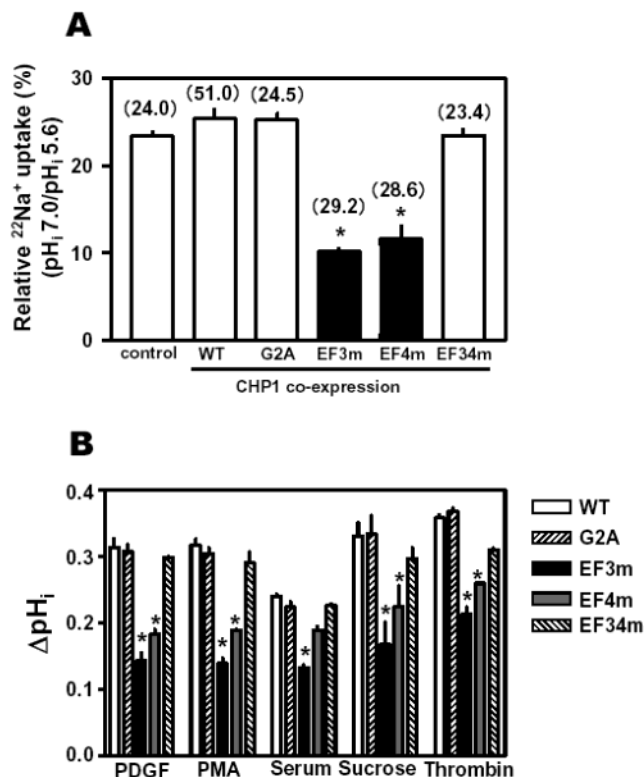 A
Relative ²²Na⁺ uptake (%)
(pHᵢ 7.0/pHᵢ 5.6)
30
20
10
0
(24.0)
(51.0)
(24.5)
(29.2)
(28.6)
(23.4)
*
*
control WT G2A EF3m EF4m EF34m
CHP1 co-expression
B
ΔpHᵢ
0.4
0.3
0.2
0.1
0.0
* * * * * * * * *
PDGF PMA Serum Sucrose Thrombin
WT
G2A
EF3m
EF4m
EF34m